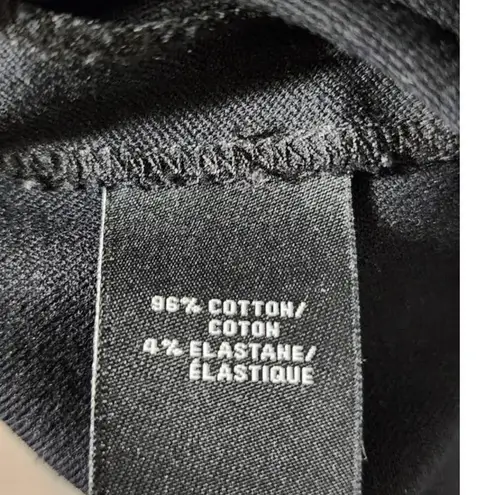 96% COTTON/
COTON
4% ELASTANE/
ÉLASTIQUE